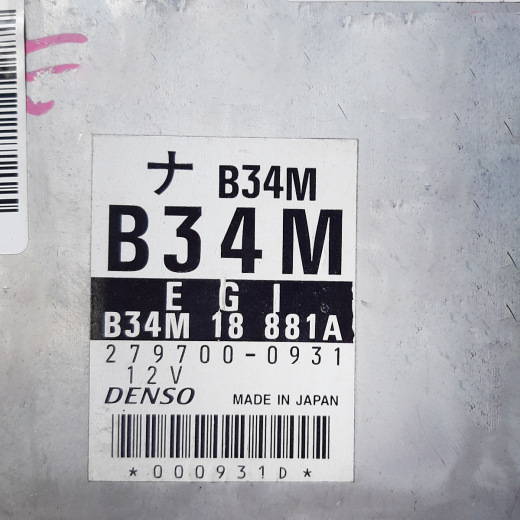 ナ B34M
B34M
EGI
B34M 18 881A
279700-0931
12V
DENSO MADE IN JAPAN
*000931D*